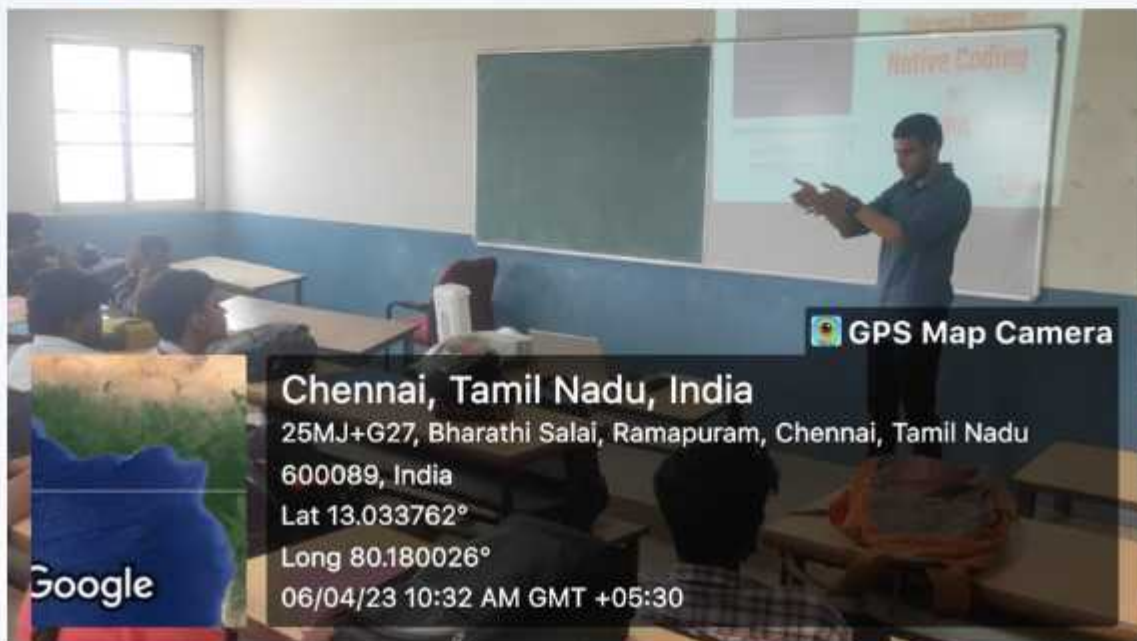 Native Coding
GPS Map Camera
Chennai, Tamil Nadu, India
25MJ+G27, Bharathi Salai, Ramapuram, Chennai, Tamil Nadu
600089, India
Lat 13.033762°
Long 80.180026°
06/04/23 10:32 AM GMT +05:30
Google